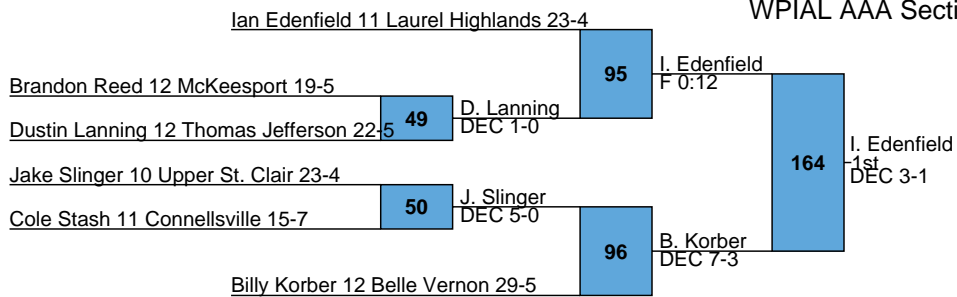 WPIAL AAA Secti
Ian Edenfield 11 Laurel Highlands 23-4
95
I. Edenfield
F 0:12
Brandon Reed 12 McKeesport 19-5
49
D. Lanning
DEC 1-0
Dustin Lanning 12 Thomas Jefferson 22-5
164
I. Edenfield
1st
DEC 3-1
Jake Slinger 10 Upper St. Clair 23-4
50
J. Slinger
DEC 5-0
Cole Stash 11 Connellsville 15-7
96
B. Korber
DEC 7-3
Billy Korber 12 Belle Vernon 29-5